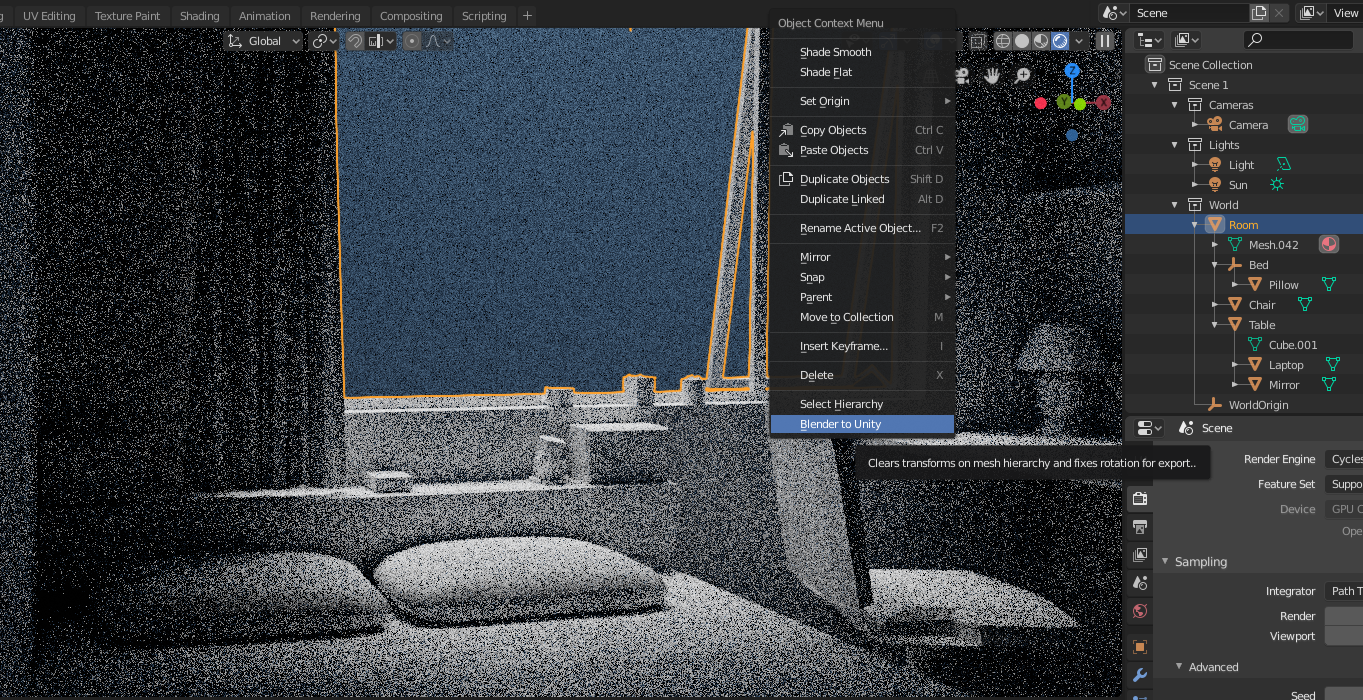 UV Editing Texture Paint Shading Animation Rendering Compositing Scripting +
Scene View
Global
Object Context Menu
Shade Smooth
Shade Flat
Set Origin
Copy Objects Ctrl C
Paste Objects Ctrl V
Duplicate Objects Shift D
Duplicate Linked Alt D
Rename Active Object... F2
Mirror
Snap
Parent
Move to Collection M
Insert Keyframe... I
Delete X
Select Hierarchy
Blender to Unity
Clears transforms on mesh hierarchy and fixes rotation for export..
Z
Y
X
Scene Collection
Scene 1
Cameras
Camera
Lights
Light
Sun
World
Room
Mesh.042
Bed
Pillow
Chair
Table
Cube.001
Laptop
Mirror
WorldOrigin
Scene
Render Engine Cycles
Feature Set Suppo
Device GPU C
Ope
Sampling
Integrator Path T
Render
Viewport
Advanced
Seed